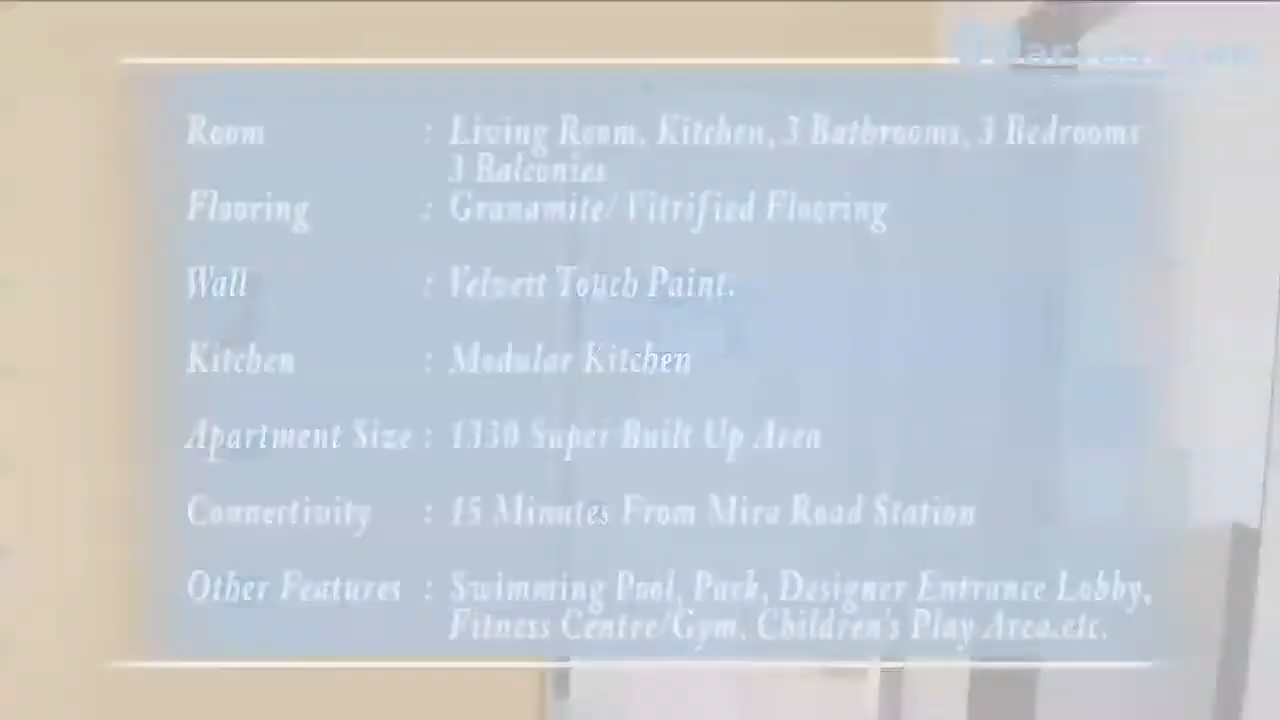 Room : Living Room, Kitchen, 3 Bathrooms, 3 Bedrooms
3 Balconies
Flooring : Granamite/ Vitrified Flooring
Wall : Velvett Touch Paint.
Kitchen : Modular Kitchen
Apartment Size : 1330 Super Built Up Area
Connectivity : 15 Minutes From Mira Road Station
Other Features : Swimming Pool, Park, Designer Entrance Lobby,
Fitness Centre/Gym, Children's Play Area.etc.